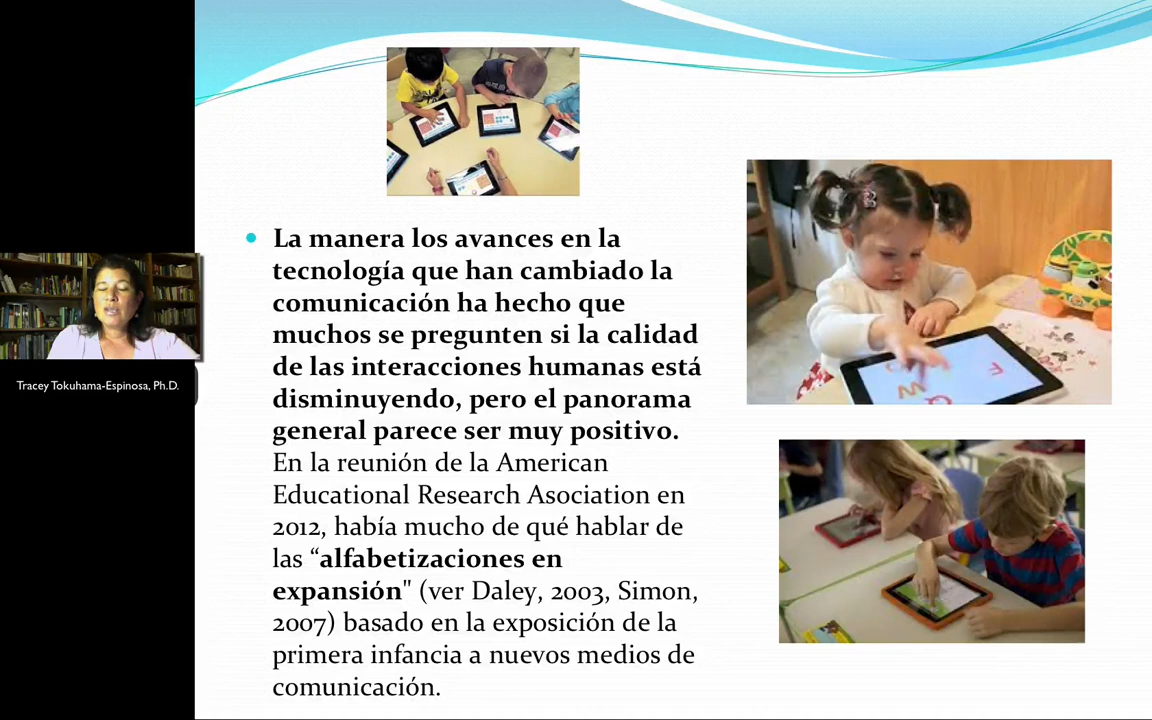 La manera los avances en la
tecnología que han cambiado la
comunicación ha hecho que
muchos se pregunten si la calidad
de las interacciones humanas está
disminuyendo, pero el panorama
general parece ser muy positivo.
En la reunión de la American
Educational Research Asociation en
2012, había mucho de qué hablar de
las “alfabetizaciones en
expansión" (ver Daley, 2003, Simon,
2007) basado en la exposición de la
primera infancia a nuevos medios de
comunicación.
Tracey Tokuhama-Espinosa, Ph.D.